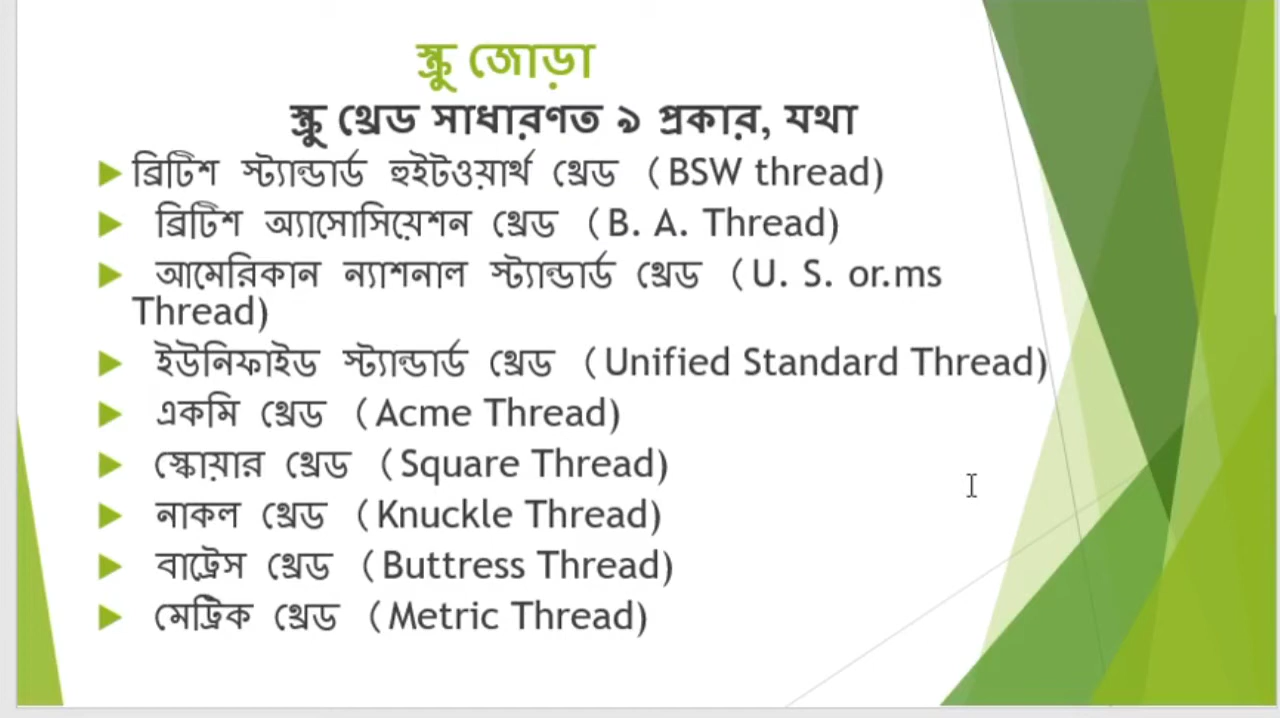 স্ক্রু জোড়া
স্ক্রু থ্রেড সাধারণত ৯ প্রকার, যথা
ব্রিটিশ স্ট্যান্ডার্ড হুইটওয়ার্থ থ্রেড (BSW thread)
ব্রিটিশ অ্যাসোসিয়েশন থ্রেড (B. A. Thread)
আমেরিকান ন্যাশনাল স্ট্যান্ডার্ড থ্রেড (U. S. or.ms
Thread)
ইউনিফাইড স্ট্যান্ডার্ড থ্রেড (Unified Standard Thread)
একমি থ্রেড (Acme Thread)
স্কোয়ার থ্রেড (Square Thread)
নাকল থ্রেড (Knuckle Thread)
বাট্রেস থ্রেড (Buttress Thread)
মেট্রিক থ্রেড (Metric Thread)